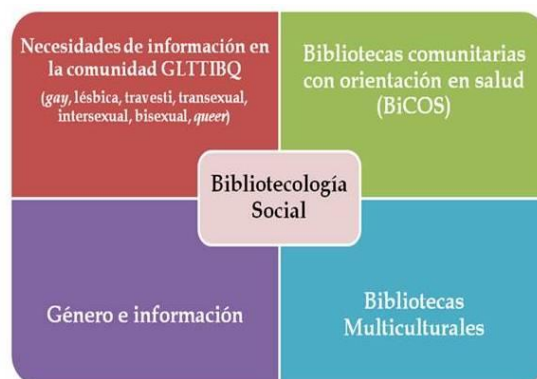 Necesidades de información en
la comunidad GLTTIBQ
(gay, lésbica, travesti, transexual,
intersexual, bisexual, queer)
Bibliotecas comunitarias
con orientación en salud
(BiCOS)
Bibliotecología
Social
Género e información
Bibliotecas
Multiculturales